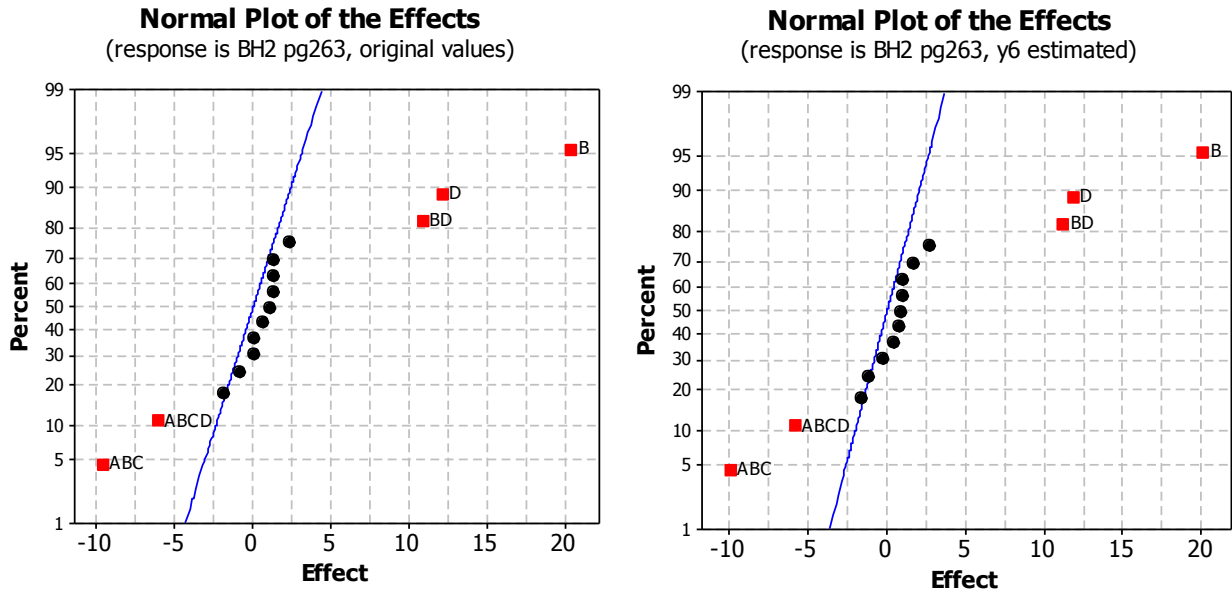 Normal Plot of the Effects
(response is BH2 pg263, original values)
Percent
99
95
90
80
70
60
50
40
30
20
10
5
1
B
D
BD
ABCD
ABC
-10
-5
0
5
10
15
20
Effect
Normal Plot of the Effects
(response is BH2 pg263, y6 estimated)
Percent
99
95
90
80
70
60
50
40
30
20
10
5
1
B
D
BD
ABCD
ABC
-10
-5
0
5
10
15
20
Effect